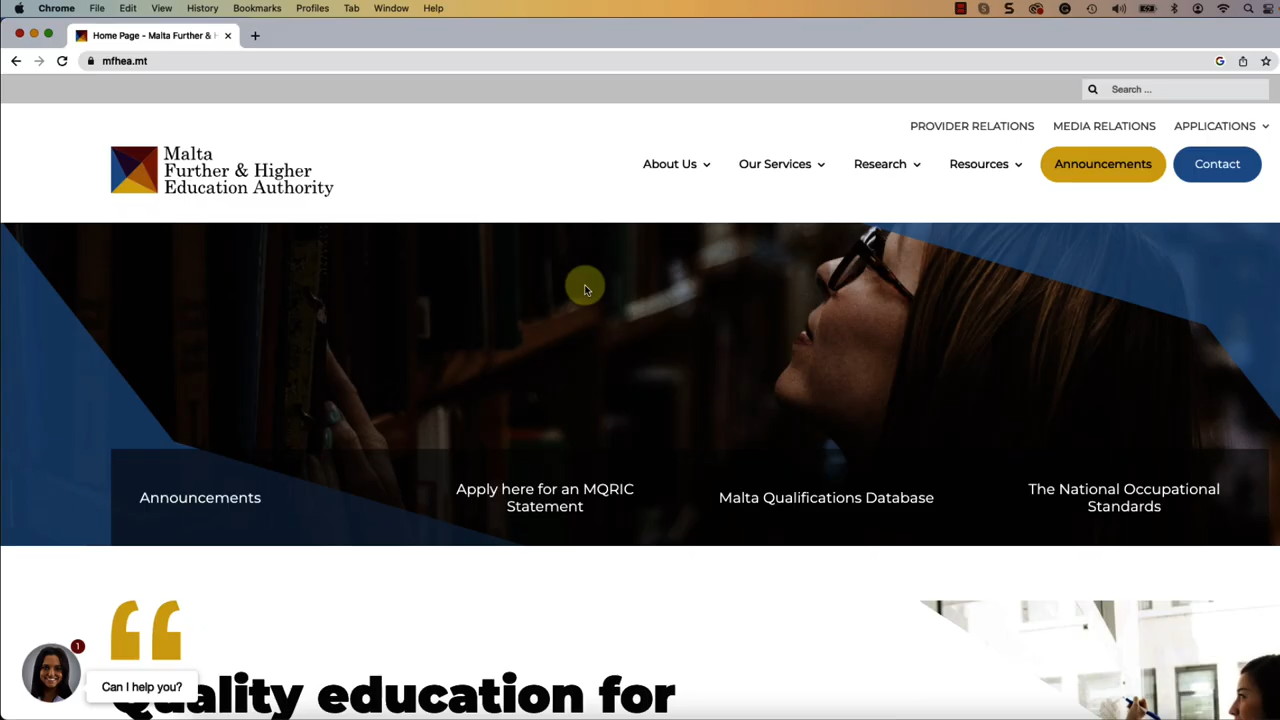 Chrome File Edit View History Bookmarks Profiles Tab Window Help
Home Page - Malta Further & H
mfhea.mt
Search ...
PROVIDER RELATIONS MEDIA RELATIONS APPLICATIONS
Malta
Further & Higher
Education Authority
About Us Our Services Research Resources Announcements Contact
Announcements
Apply here for an MQRIC
Statement
Malta Qualifications Database
The National Occupational
Standards
1
Can I help you?
Quality education for